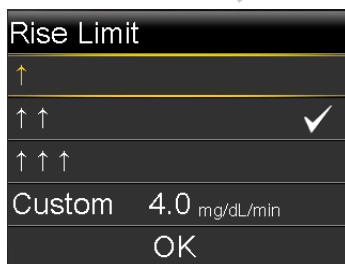 Rise Limit
↑
↑ ↑
↑ ↑ ↑
Custom 4.0 mg/dL/min
OK